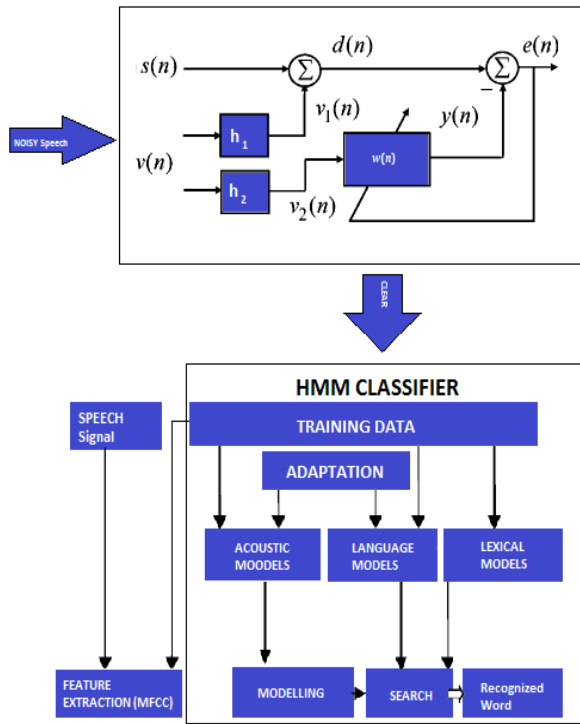 d(n)
e(n)
s(n)
Σ
Σ
−
v₁(n)
y(n)
NOISY Speech
h₁
v(n)
w(n)
h₂
v₂(n)
CLEAR
HMM CLASSIFIER
SPEECH
Signal
TRAINING DATA
ADAPTATION
ACOUSTIC
MOODELS
LANGUAGE
MODELS
LEXICAL
MODELS
FEATURE
EXTRACTION (MFCC)
MODELLING
SEARCH
Recognized
Word